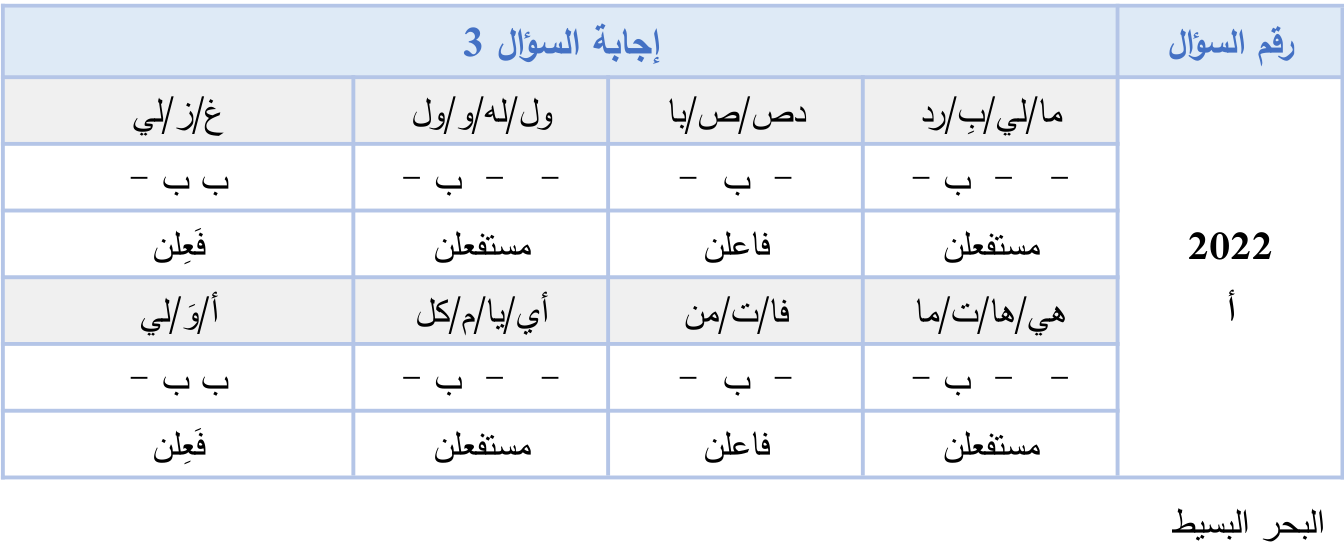 رقم السؤال إجابة السؤال 3
2022
أ
ما/لي/بِ/رد دص/ص/با ول/له/و/ول غ/ز/لي
- - ب - - ب - - - ب - ب ب -
مستفعلن فاعلن مستفعلن فَعِلن
هي/ها/ت/ما فا/ت/من أي/يا/م/كل أ/وَ/لي
- - ب - - ب - - - ب - ب ب -
مستفعلن فاعلن مستفعلن فَعِلن
البحر البسيط